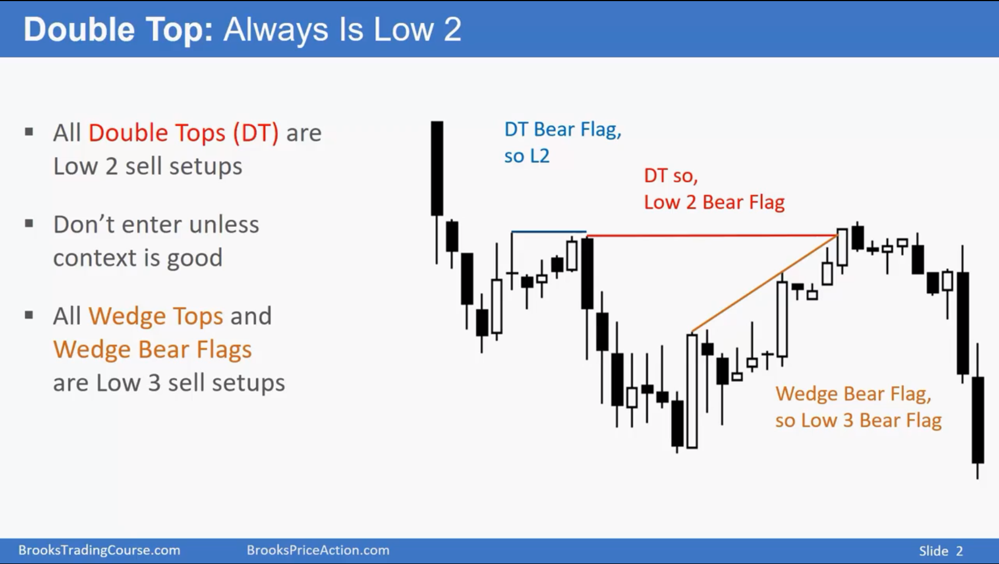 Double Top: Always Is Low 2
▪ All Double Tops (DT) are
Low 2 sell setups
▪ Don’t enter unless
context is good
▪ All Wedge Tops and
Wedge Bear Flags
are Low 3 sell setups
DT Bear Flag,
so L2
DT so,
Low 2 Bear Flag
Wedge Bear Flag,
so Low 3 Bear Flag
BrooksTradingCourse.com
BrooksPriceAction.com
Slide 2